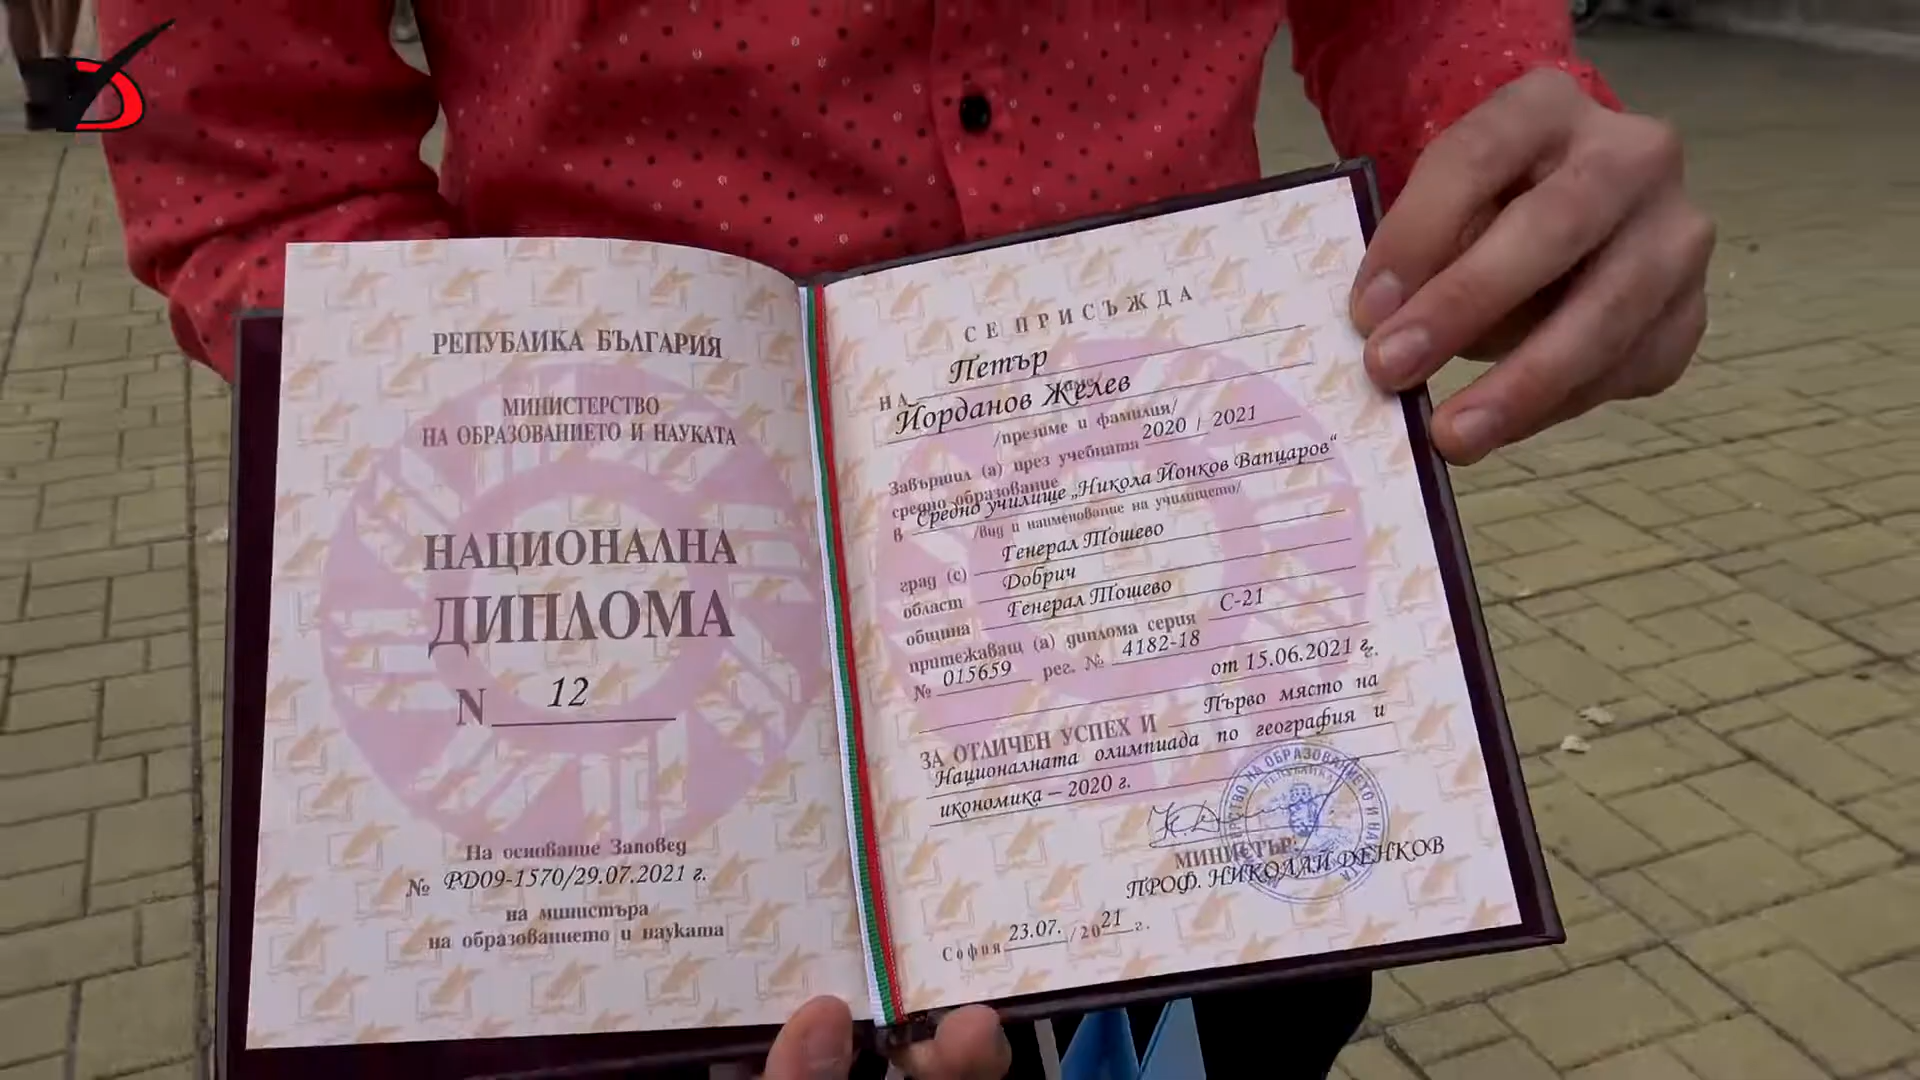 РЕПУБЛИКА БЪЛГАРИЯ
МИНИСТЕРСТВО
НА ОБРАЗОВАНИЕТО И НАУКАТА
НАЦИОНАЛНА
ДИПЛОМА
N 12
На основание Заповед
№ РД09-1570/29.07.2021 г.
на министъра
на образованието и науката
СЕ ПРИСЪЖДА
НА Петър
/име/
Йорданов Желев
/презиме и фамилия/
Завършил (а) през учебната 2020 / 2021
средно образование
в Средно училище „Никола Йонков Вапцаров“
/вид и наименование на училището/
град (с) Генерал Тошево
област Добрич
община Генерал Тошево
притежаващ (а) диплома серия С-21
№ 015659 рег. № 4182-18
от 15.06.2021 г.
ЗА ОТЛИЧЕН УСПЕХ И Първо място на
Националната олимпиада по география и
икономика – 2020 г.
МИНИСТЪР:
ПРОФ. НИКОЛАЙ ДЕНКОВ
София 23.07. / 2021 г.